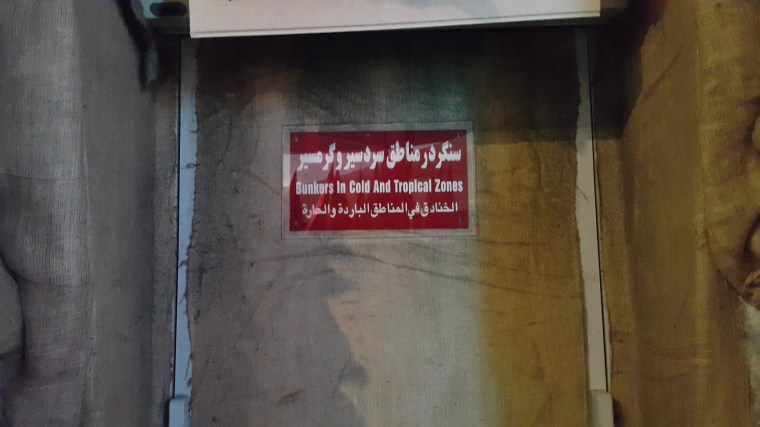 سنگر در مناطق سردسیر و گرمسیر
Bunkers In Cold And Tropical Zones
الخنادق في المناطق الباردة والحارة